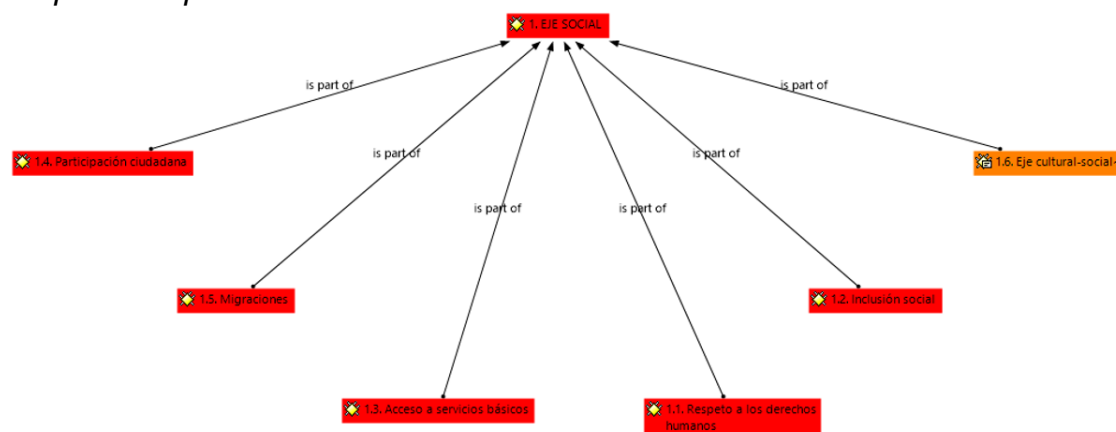 1. EJE SOCIAL
is part of
is part of
1.4. Participación ciudadana
is part of
is part of
1.6. Eje cultural-social-
is part of
is part of
1.5. Migraciones
1.2. Inclusión social
1.3. Acceso a servicios básicos
1.1. Respeto a los derechos
humanos